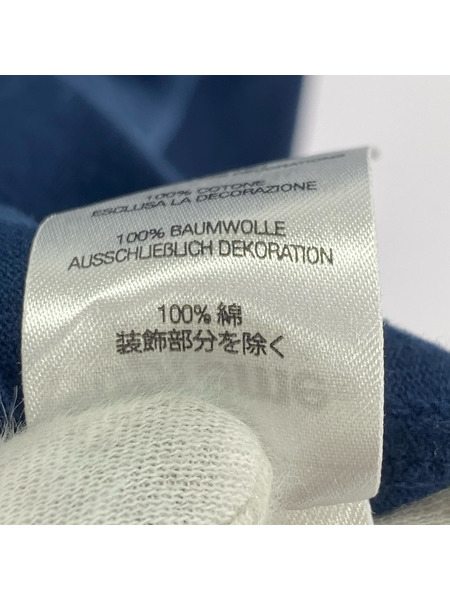 100% COTONE
ESCLUSA LA DECORAZIONE
100% BAUMWOLLE
AUSSCHLIEßLICH DEKORATION
100% 綿
装飾部分を除く